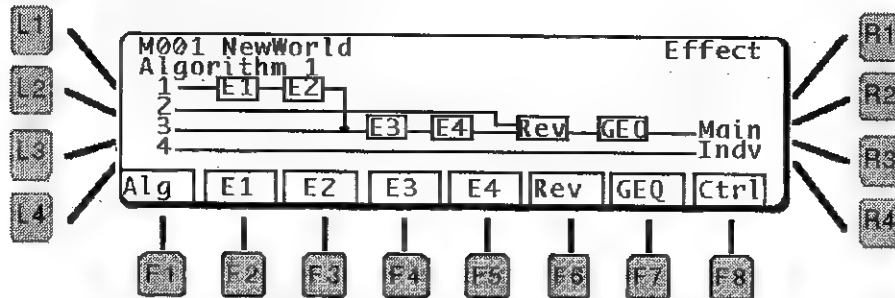 L1
L2
L3
L4
M001 NewWorld
Effect
Algorithm 1
1 E1 E2
2
3 E3 E4 Rev GEQ Main
4 Indv
Alg E1 E2 E3 E4 Rev GEQ Ctrl
R1
R2
R3
R4
F1 F2 F3 F4 F5 F6 F7 F8